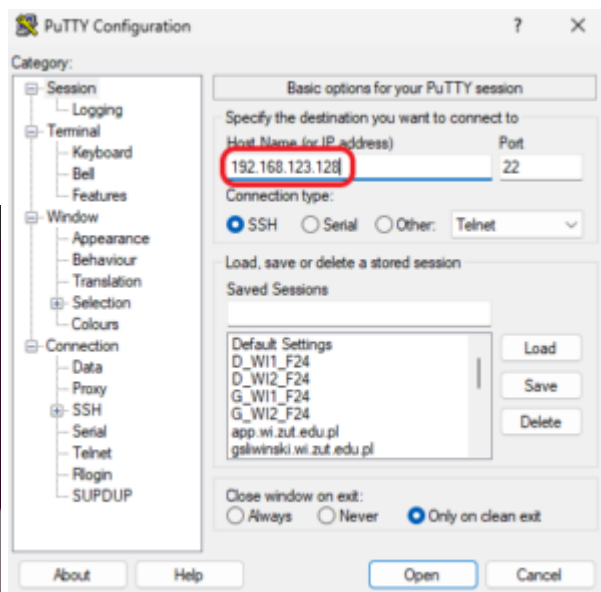 PuTTY Configuration
?
Category:
Session
Logging
Terminal
Keyboard
Bell
Features
Window
Appearance
Behaviour
Translation
Selection
Colours
Connection
Data
Proxy
SSH
Serial
Telnet
Rlogin
SUPDUP
Basic options for your PuTTY session
Specify the destination you want to connect to
Host Name (or IP address) Port
192.168.123.128 22
Connection type:
SSH Serial Other: Telnet
Load, save or delete a stored session
Saved Sessions
Default Settings
D_WI1_F24
D_WI2_F24
G_WI1_F24
G_WI2_F24
app.wi.zut.edu.pl
gsliwinski.wi.zut.edu.pl
Load
Save
Delete
Close window on exit:
Always Never Only on clean exit
About Help Open Cancel